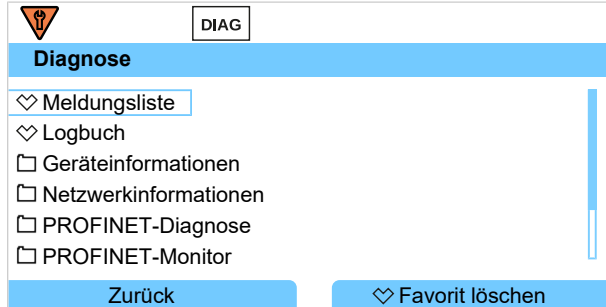 DIAG
Diagnose
Meldungsliste
Logbuch
Geräteinformationen
Netzwerkinformationen
PROFINET-Diagnose
PROFINET-Monitor
Zurück Favorit löschen